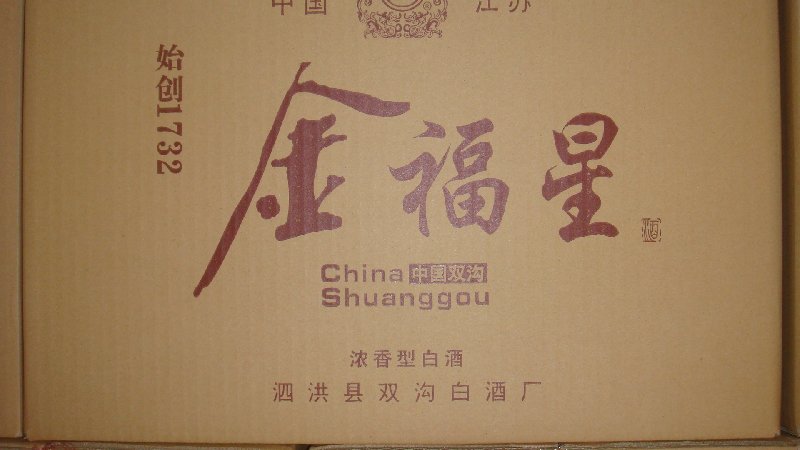 中国 江苏
始创1732
金福星
China 中国双沟
Shuanggou
浓香型白酒
泗洪县双沟白酒厂